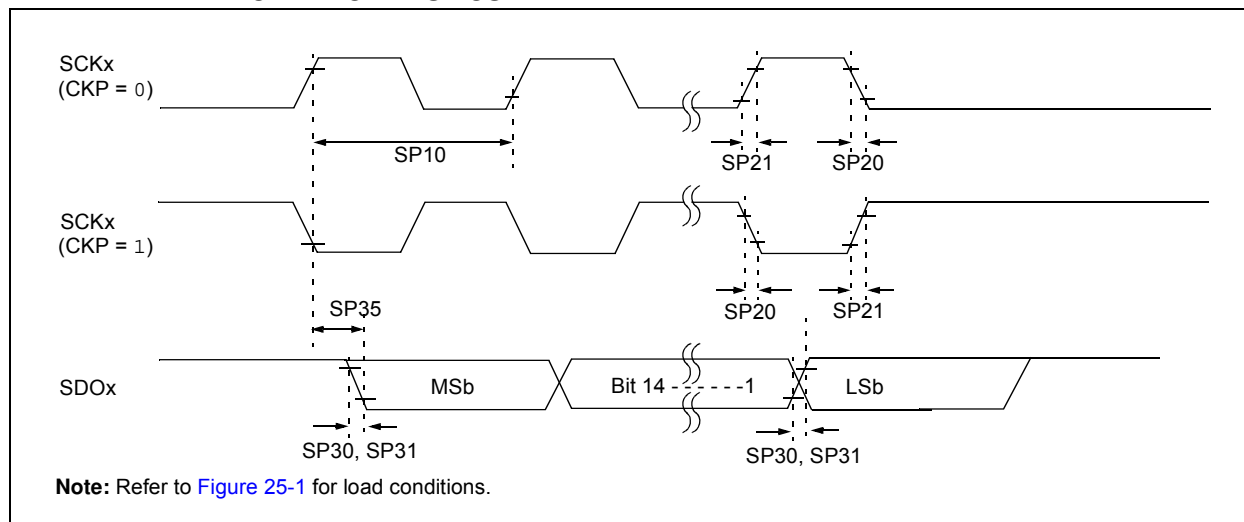 SCKx
(CKP = 0)
SP10
SP21
SP20
SCKx
(CKP = 1)
SP35
SP20
SP21
SDOx
MSb
Bit 14 - - - - - -1
LSb
SP30, SP31
SP30, SP31
Note: Refer to Figure 25-1 for load conditions.